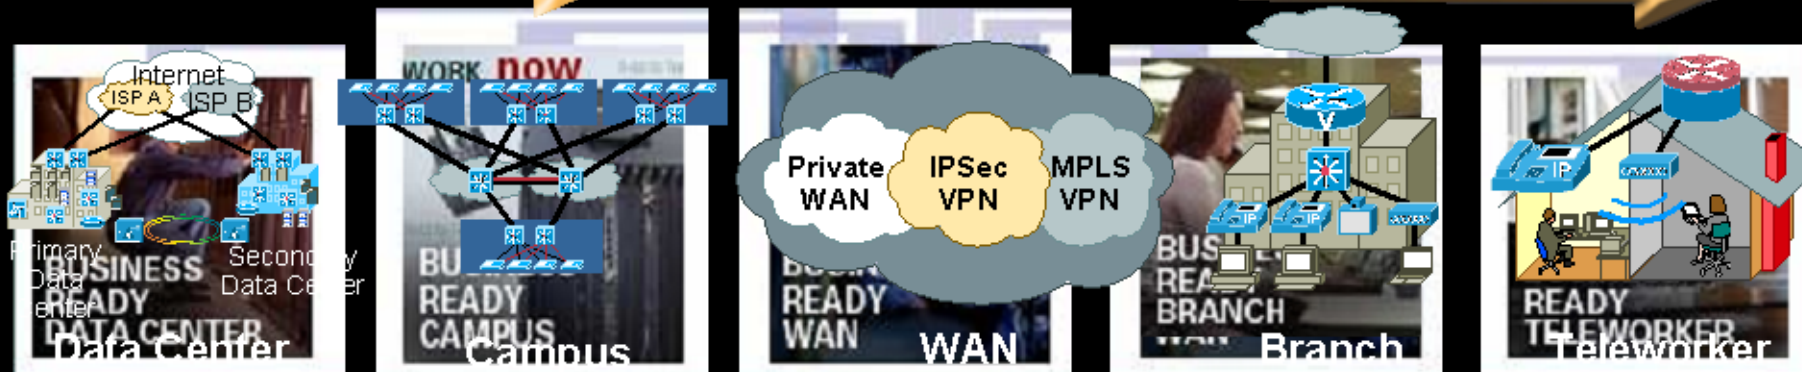 Internet
ISP A
ISP B
Primary
Data
Center
Secondary
Data Center
BUSINESS
READY
DATA CENTER
Data Center
WORK now
READY
CAMPUS
Campus
Private
WAN
IPSec
VPN
MPLS
VPN
READY
WAN
WAN
V
IP
IP
BRANCH
Branch
IP
READY
TELEWORKER
Teleworker